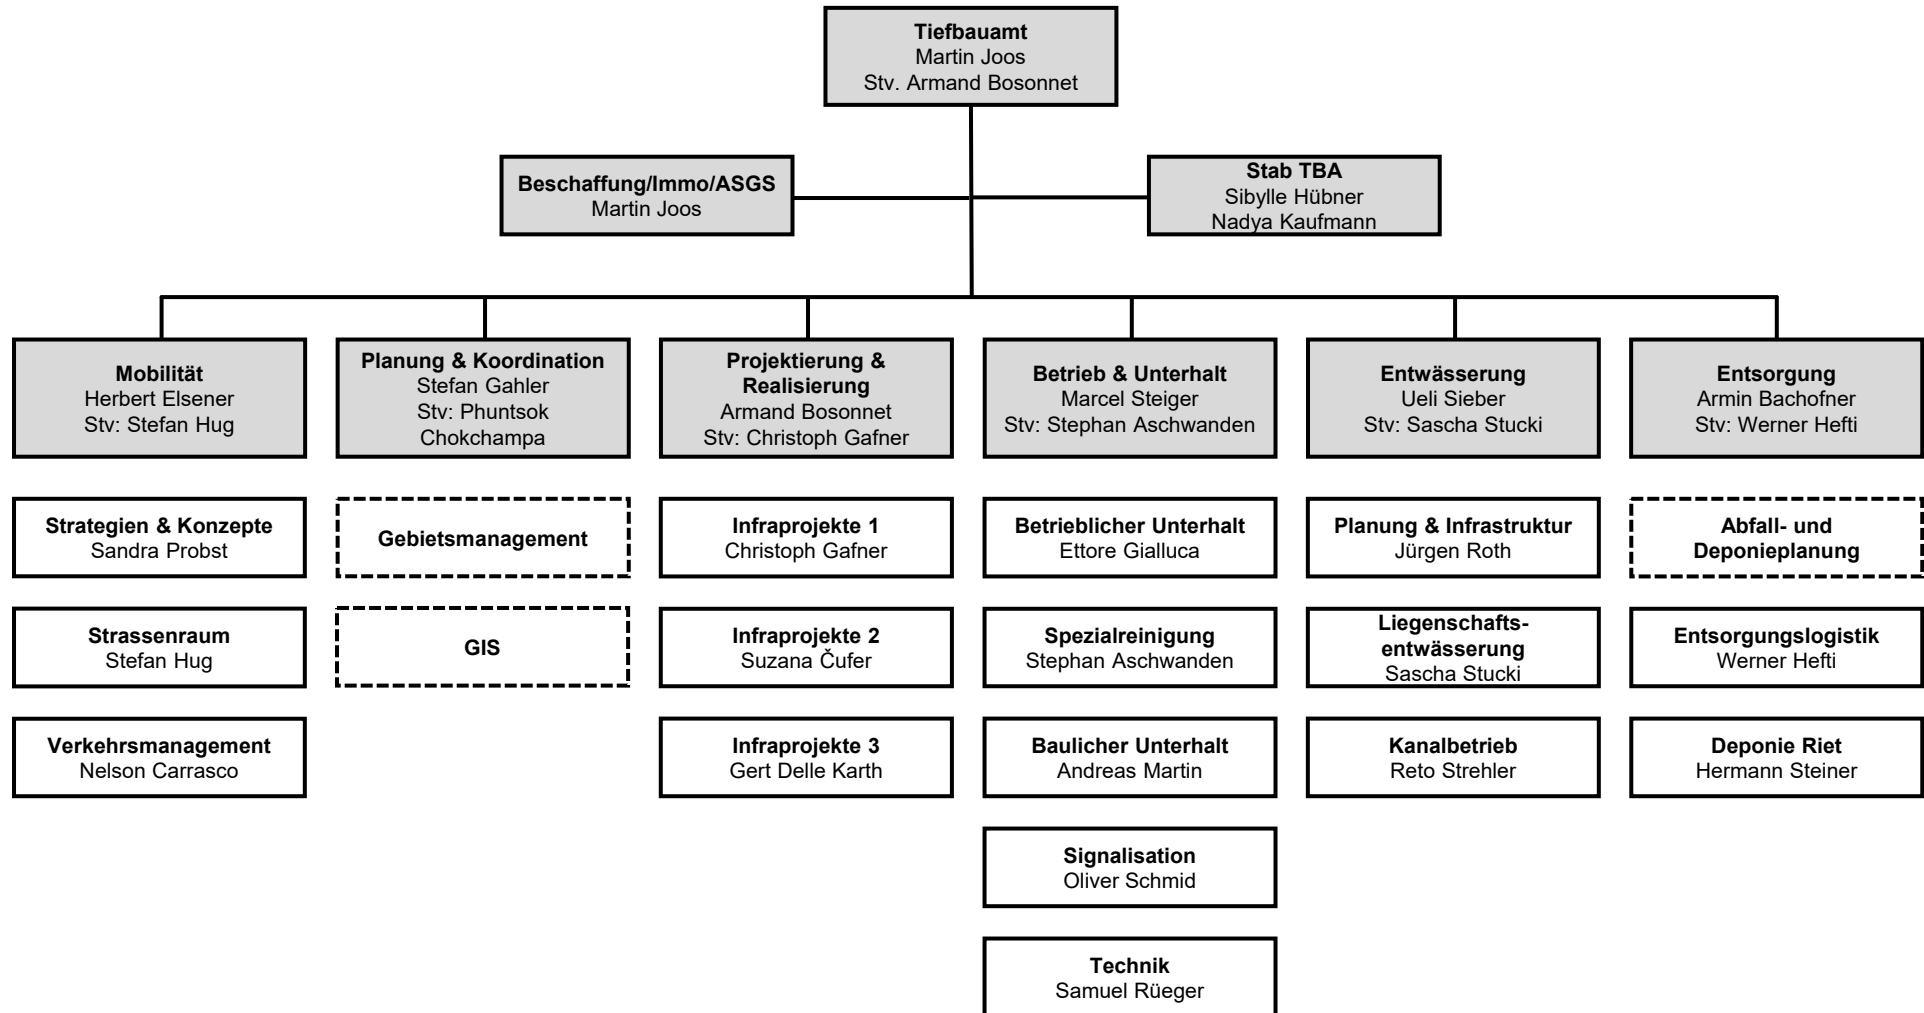 Tiefbauamt
Martin Joos
Stv. Armand Bosonnet
Beschaffung/Immo/ASGS
Martin Joos
Stab TBA
Sibylle Hübner
Nadya Kaufmann
Mobilität
Herbert Elsener
Stv: Stefan Hug
Planung & Koordination
Stefan Gahler
Stv: Phuntsok
Chokchampa
Projektierung &
Realisierung
Armand Bosonnet
Stv: Christoph Gafner
Betrieb & Unterhalt
Marcel Steiger
Stv: Stephan Aschwanden
Entwässerung
Ueli Sieber
Stv: Sascha Stucki
Entsorgung
Armin Bachofner
Stv: Werner Hefti
Strategien & Konzepte
Sandra Probst
Gebietsmanagement
Infraprojekte 1
Christoph Gafner
Betrieblicher Unterhalt
Ettore Gialluca
Planung & Infrastruktur
Jürgen Roth
Abfall- und
Deponieplanung
Strassenraum
Stefan Hug
GIS
Infraprojekte 2
Suzana Čufer
Spezialreinigung
Stephan Aschwanden
Liegenschafts-
entwässerung
Sascha Stucki
Entsorgungslogistik
Werner Hefti
Verkehrsmanagement
Nelson Carrasco
Infraprojekte 3
Gert Delle Karth
Baulicher Unterhalt
Andreas Martin
Kanalbetrieb
Reto Strehler
Deponie Riet
Hermann Steiner
Signalisation
Oliver Schmid
Technik
Samuel Rüeger